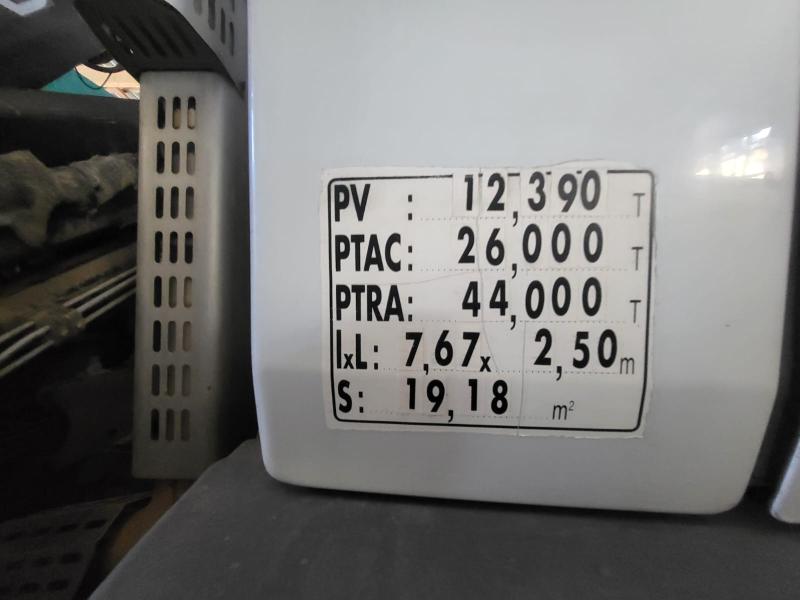 PV : 12,390 T
PTAC: 26,000 T
PTRA: 44,000 T
lxL: 7,67x 2,50m
S: 19,18 m²